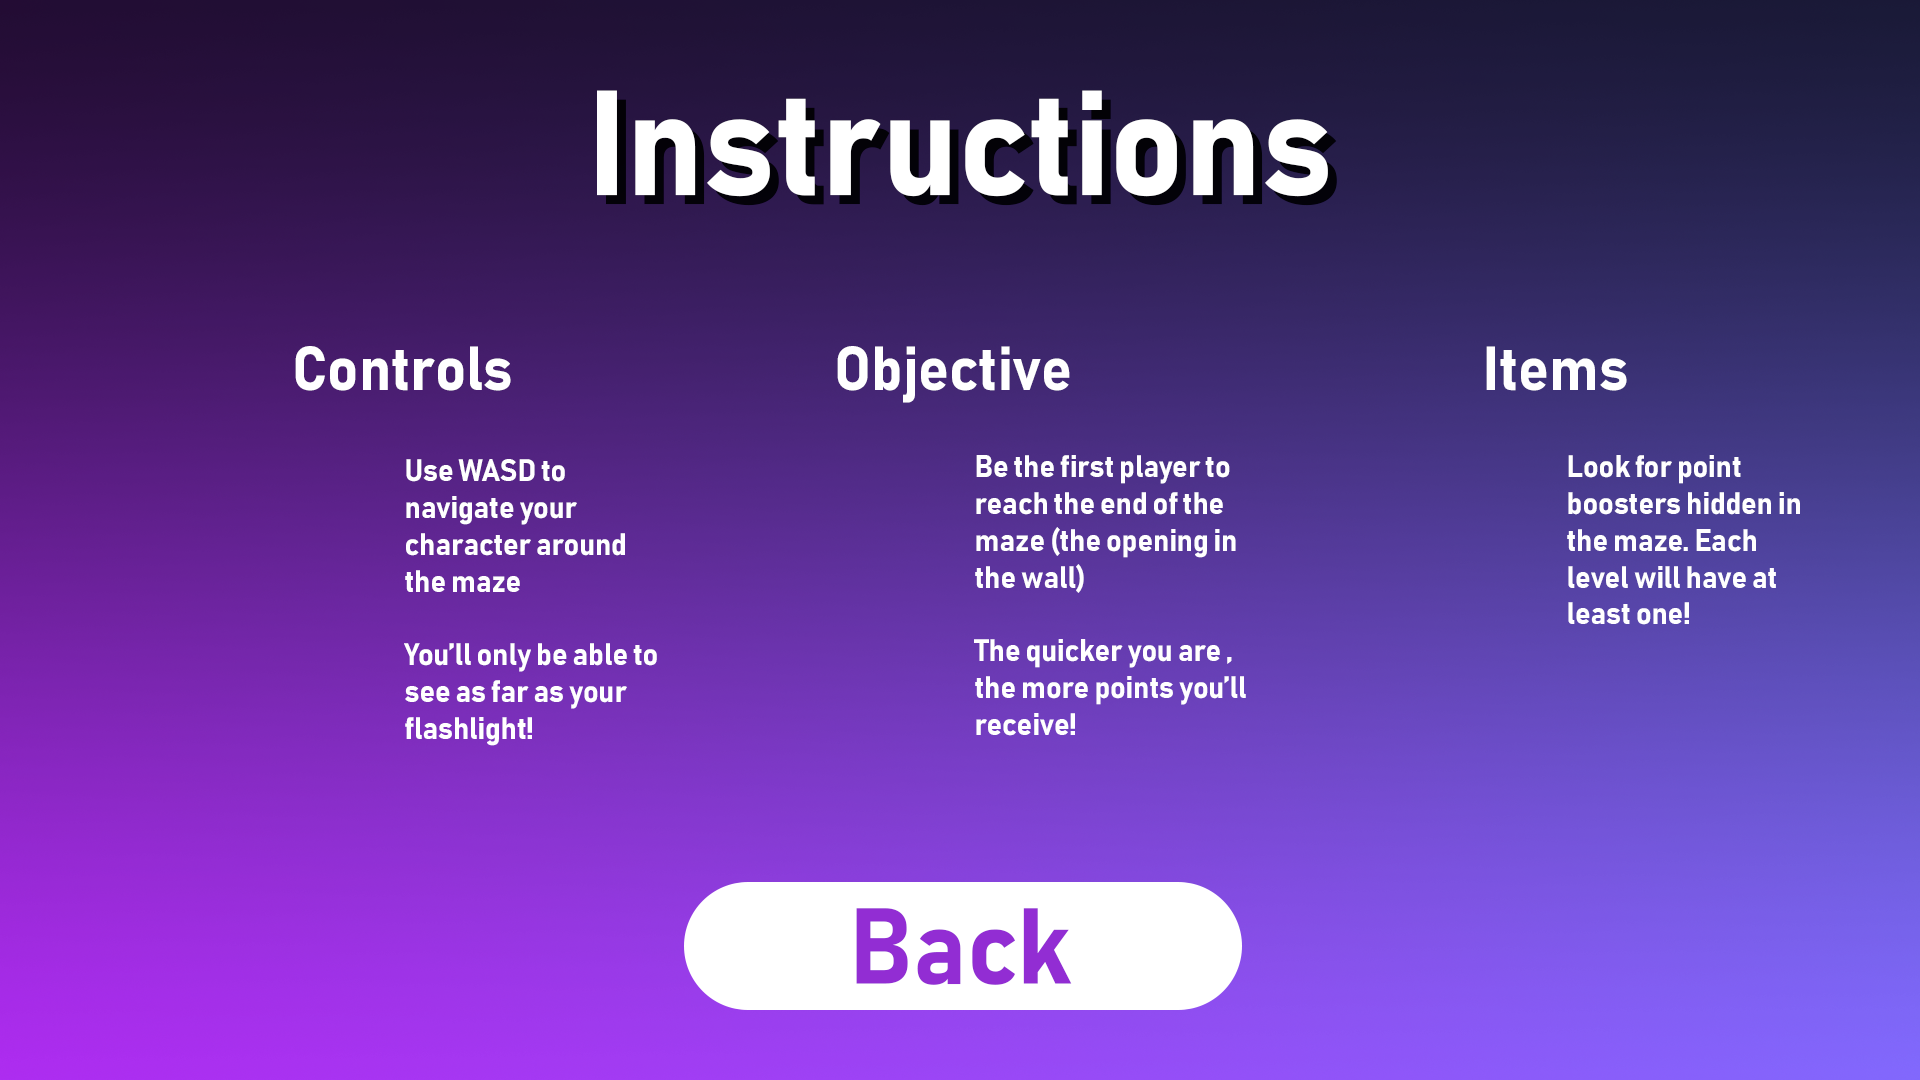 Instructions
Controls
Use WASD to
navigate your
character around
the maze
You’ll only be able to
see as far as your
flashlight!
Objective
Be the first player to
reach the end of the
maze (the opening in
the wall)
The quicker you are ,
the more points you’ll
receive!
Items
Look for point
boosters hidden in
the maze. Each
level will have at
least one!
Back